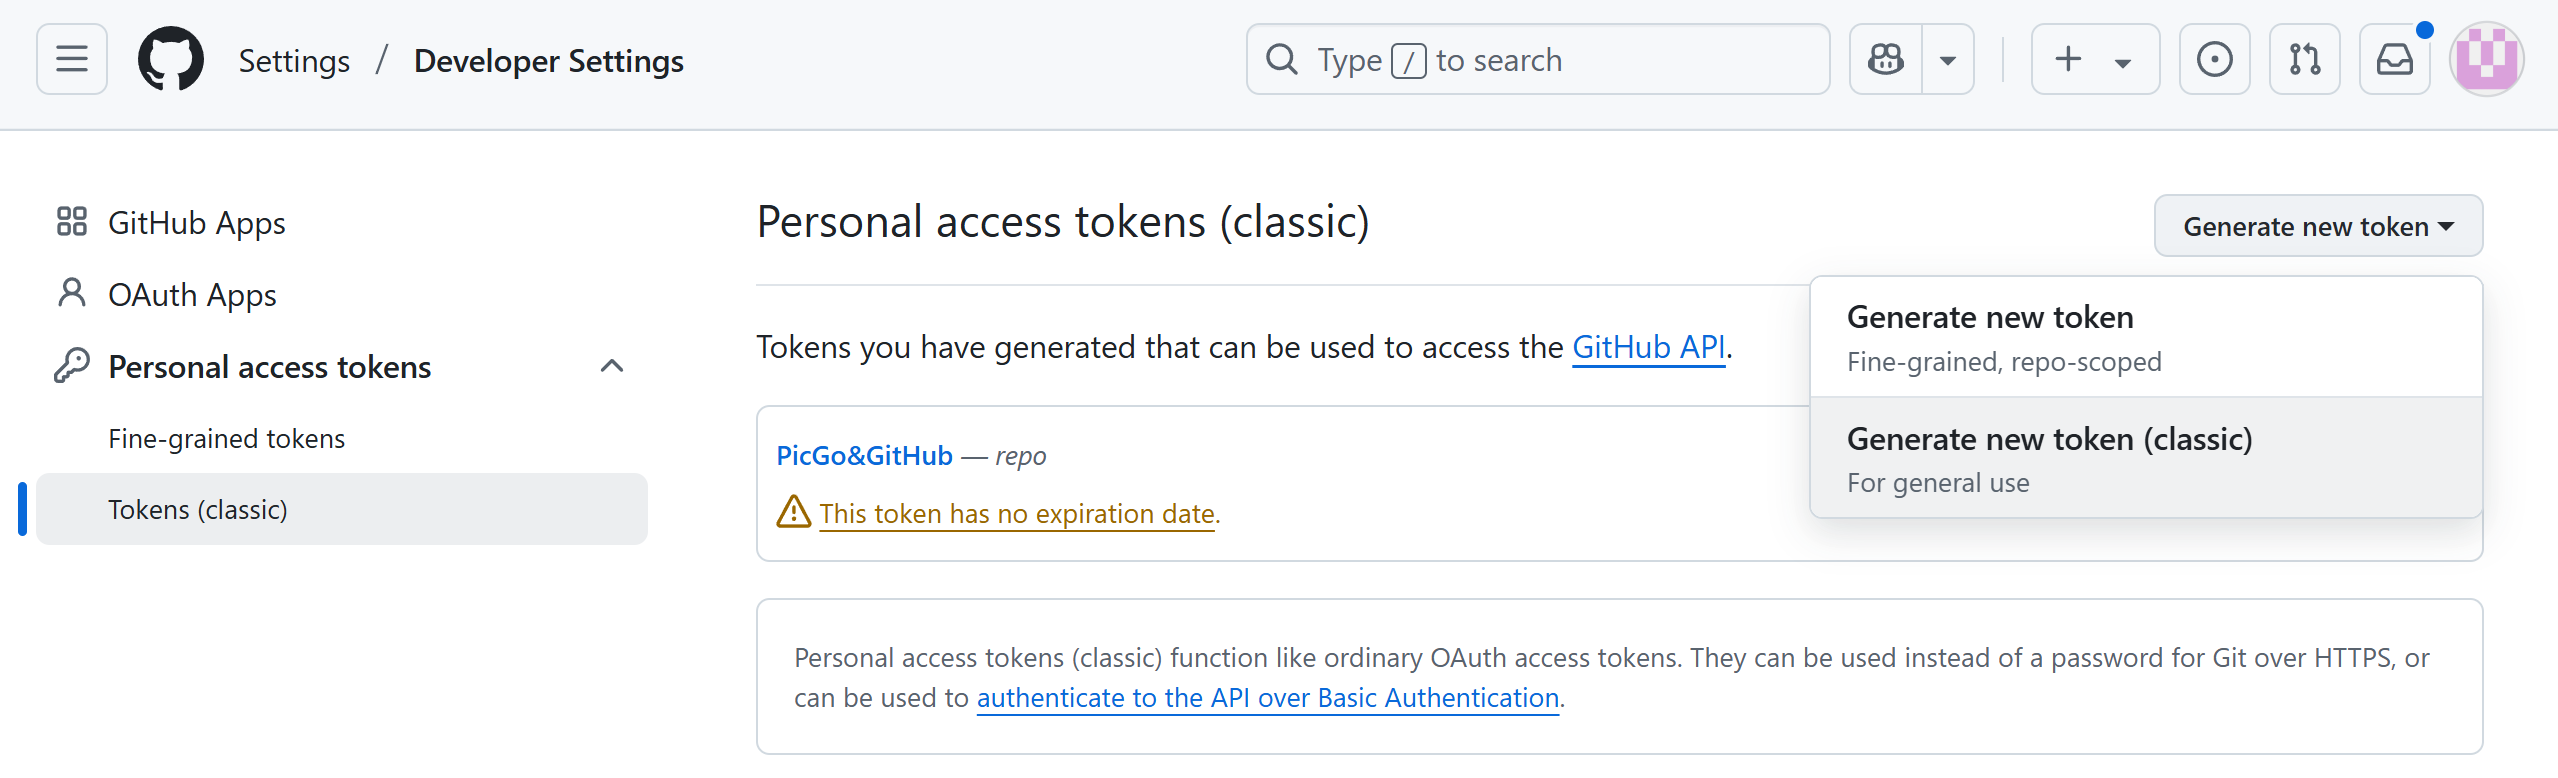 Settings / Developer Settings
Type / to search
GitHub Apps
OAuth Apps
Personal access tokens
Fine-grained tokens
Tokens (classic)
Personal access tokens (classic)
Generate new token
Generate new token
Fine-grained, repo-scoped
Generate new token (classic)
For general use
Tokens you have generated that can be used to access the GitHub API.
PicGo&GitHub — repo
This token has no expiration date.
Personal access tokens (classic) function like ordinary OAuth access tokens. They can be used instead of a password for Git over HTTPS, or
can be used to authenticate to the API over Basic Authentication.